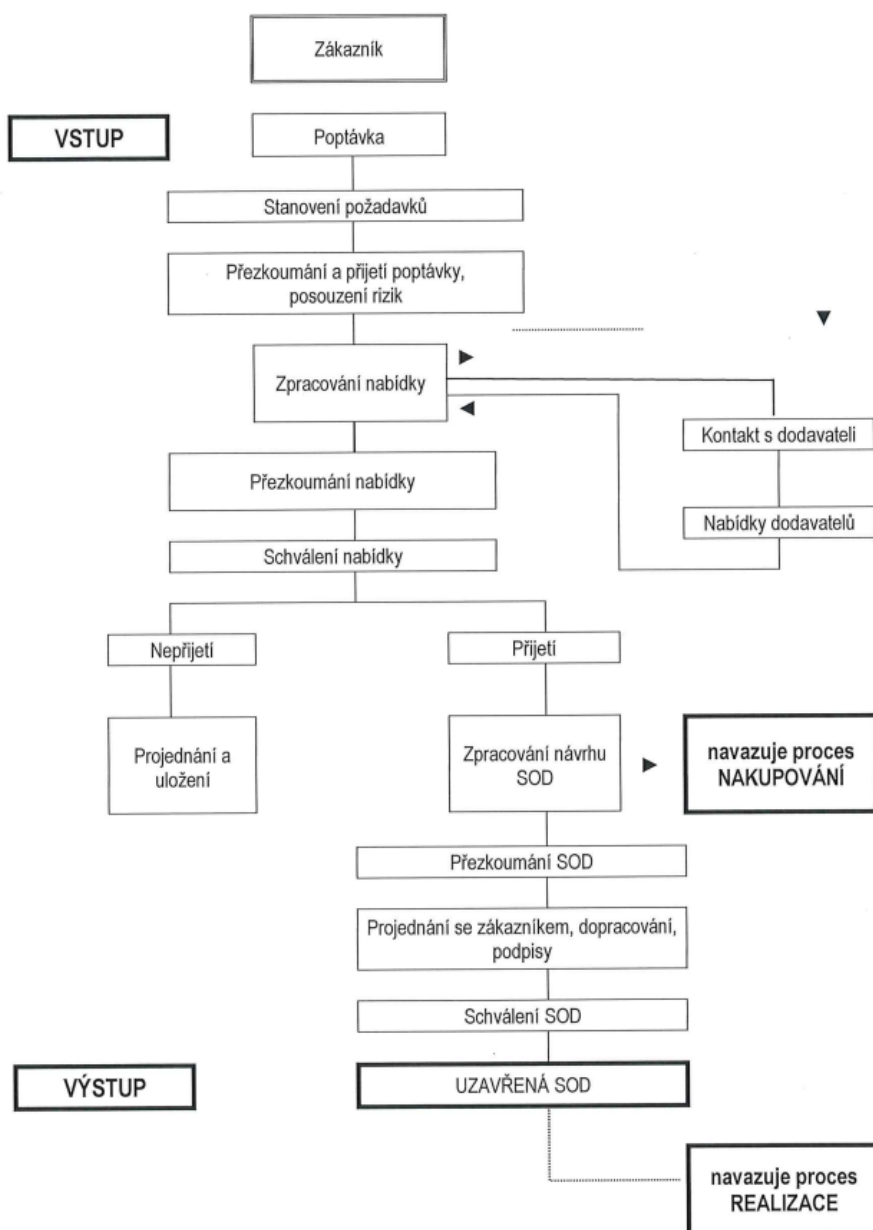 Zákazník
VSTUP
Poptávka
Stanovení požadavků
Přezkoumání a přijetí poptávky,
posouzení rizik
Zpracování nabídky
Kontakt s dodavateli
Přezkoumání nabídky
Nabídky dodavatelů
Schválení nabídky
Nepřijetí
Přijetí
Projednání a
uložení
Zpracování návrhu
SOD
navazuje proces
NAKUPOVÁNÍ
Přezkoumání SOD
Projednání se zákazníkem, dopracování,
podpisy
Schválení SOD
VÝSTUP
UZAVŘENÁ SOD
navazuje proces
REALIZACE